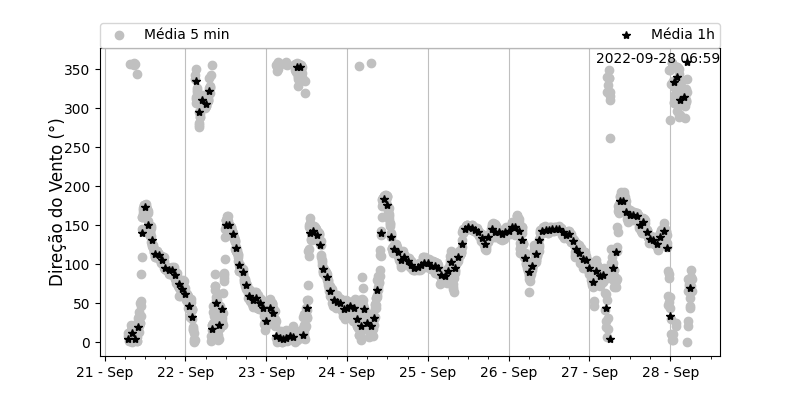 Média 5 min
Média 1h
2022-09-28 06:59
Direção do Vento (°)
350
300
250
200
150
100
50
0
21 - Sep
22 - Sep
23 - Sep
24 - Sep
25 - Sep
26 - Sep
27 - Sep
28 - Sep